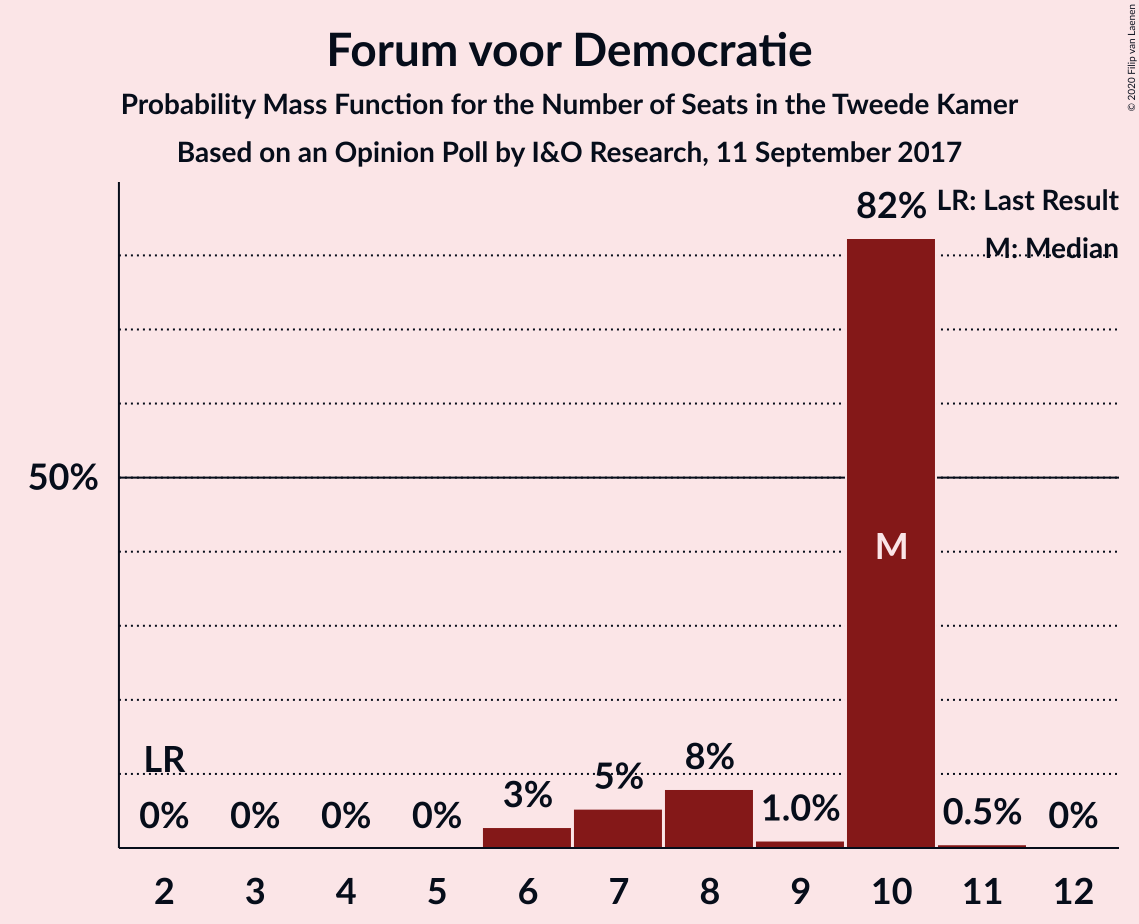 Forum voor Democratie
Probability Mass Function for the Number of Seats in the Tweede Kamer
Based on an Opinion Poll by I&O Research, 11 September 2017
© 2020 Filip van Laenen
82%
LR: Last Result
M: Median
50%
M
LR
0%
0%
0%
0%
3%
5%
8%
1.0%
0.5%
0%
2 3 4 5 6 7 8 9 10 11 12